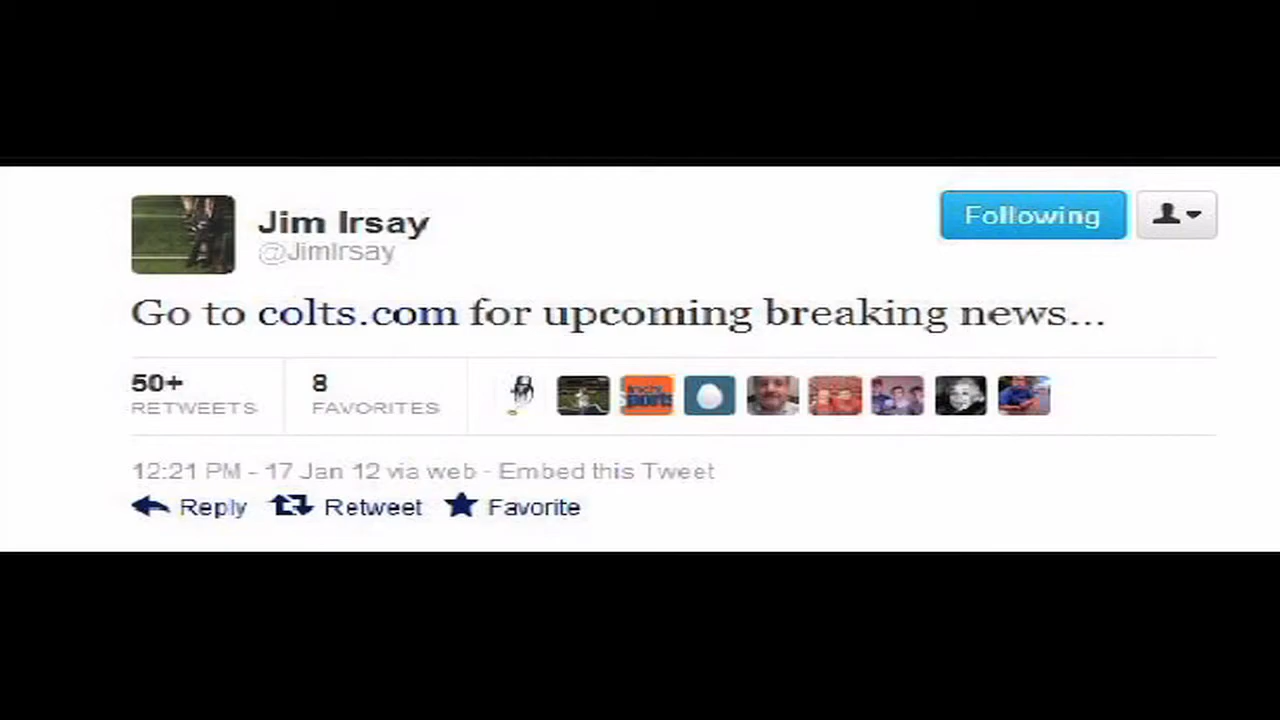 Jim Irsay
@JimIrsay
Following
Go to colts.com for upcoming breaking news...
50+
RETWEETS
8
FAVORITES
sports
12:21 PM - 17 Jan 12 via web · Embed this Tweet
Reply Retweet Favorite